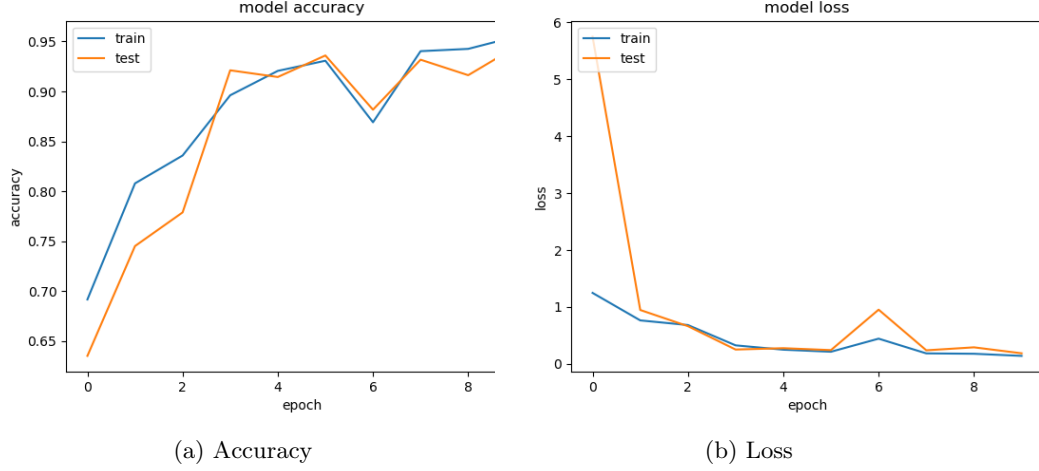 model accuracy
train
test
0.95
0.90
0.85
0.80
0.75
0.70
0.65
accuracy
0 2 4 6 8
epoch
(a) Accuracy
model loss
train
test
6
5
4
3
2
1
0
loss
0 2 4 6 8
epoch
(b) Loss